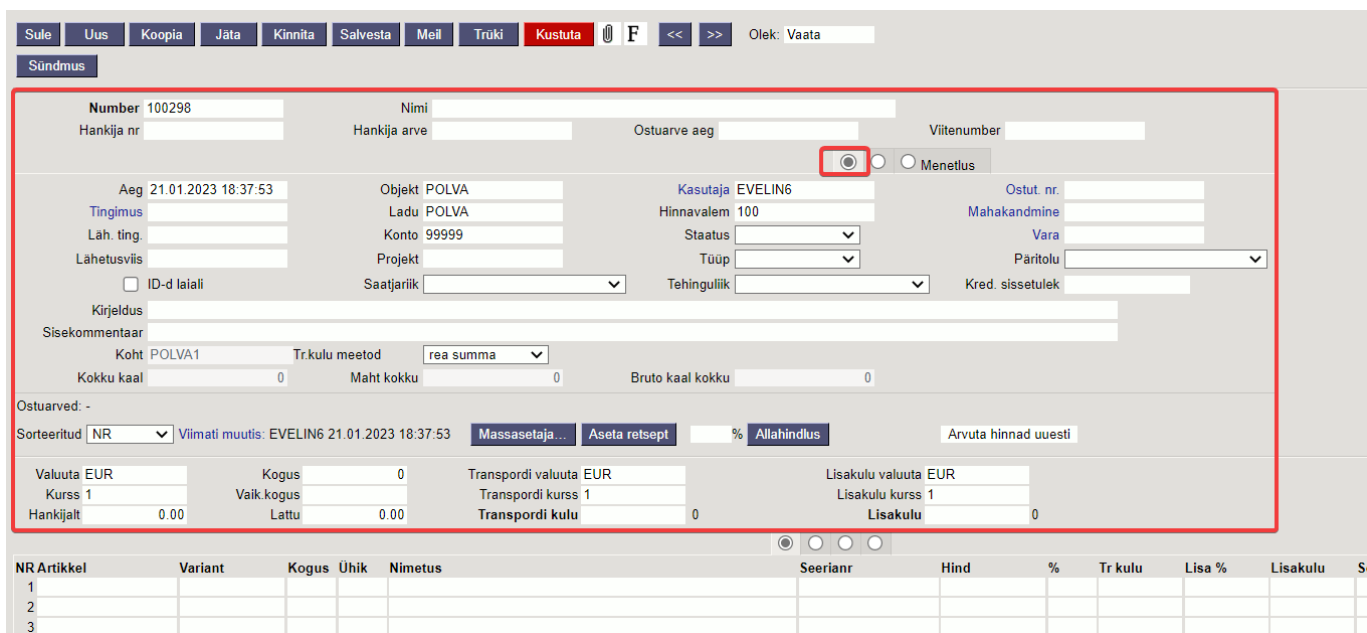 Sule Uus Koopia Jäta Kinnita Salvesta Meil Trüki Kustuta F << >> Olek: Vaata
Sündmus
Number 100298 Nimi
Hankija nr Hankija arve Ostuarve aeg Viitenumber
Menetlus
Aeg 21.01.2023 18:37:53 Objekt POLVA Kasutaja EVELIN6 Ostut. nr.
Tingimus Ladu POLVA Hinnavalem 100 Mahakandmine
Läh. ting. Konto 99999 Staatus Vara
Lähetusviis Projekt Tüüp Päritolu
ID-d laiali Saatjariik Tehinguliik Kred. sissetulek
Kirjeldus
Sisekommentaar
Koht POLVA1 Tr.kulu meetod rea summa
Kokku kaal 0 Maht kokku 0 Bruto kaal kokku 0
Ostuarved: -
Sorteeritud NR Viimati muutis: EVELIN6 21.01.2023 18:37:53 Massasetaja... Aseta retsept % Allahindlus Arvuta hinnad uuesti
Valuuta EUR Kogus 0 Transpordi valuuta EUR Lisakulu valuuta EUR
Kurss 1 Vaik.kogus Transpordi kurss 1 Lisakulu kurss 1
Hankijalt 0.00 Lattu 0.00 Transpordi kulu 0 Lisakulu 0
NR Artikkel Variant Kogus Ühik Nimetus Seerianr Hind % Tr kulu Lisa % Lisakulu
1
2
3